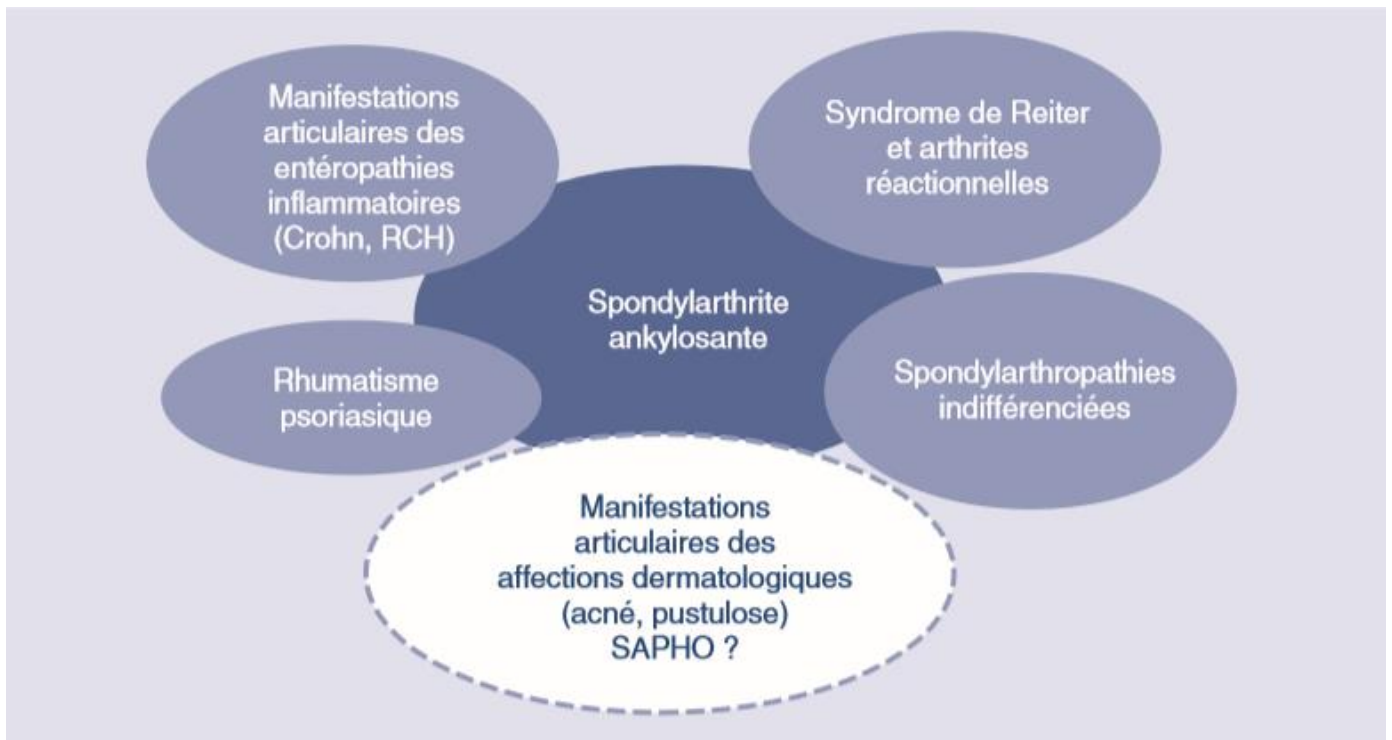 Manifestations
articulaires des
entéropathies
inflammatoires
(Crohn, RCH)
Syndrome de Reiter
et arthrites
réactionnelles
Spondylarthrite
ankylosante
Rhumatisme
psoriasique
Spondylarthropathies
indifférenciées
Manifestations
articulaires des
affections dermatologiques
(acné, pustulose)
SAPHO ?